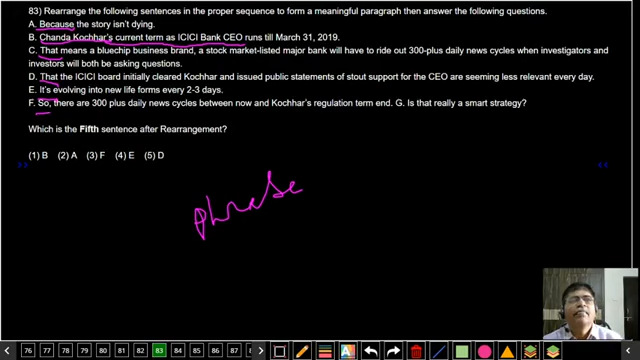 83) Rearrange the following sentences in the proper sequence to form a meaningful paragraph then answer the following questions.
A. Because the story isn't dying.
B. Chanda Kochhar's current term as ICICI Bank CEO runs till March 31, 2019.
C. That means a bluechip business brand, a stock market-listed major bank will have to ride out 300-plus daily news cycles when investigators and
investors will both be asking questions.
D. That the ICICI board initially cleared Kochhar and issued public statements of stout support for the CEO are seeming less relevant every day.
E. It's evolving into new life forms every 2-3 days.
F. So, there are 300 plus daily news cycles between now and Kochhar's regulation term end. G. Is that really a smart strategy?
Which is the Fifth sentence after Rearrangement?
(1) B (2) A (3) F (4) E (5) D
phrase
76 77 78 79 80 81 82 83 84 85 86 87 88 89 90 91